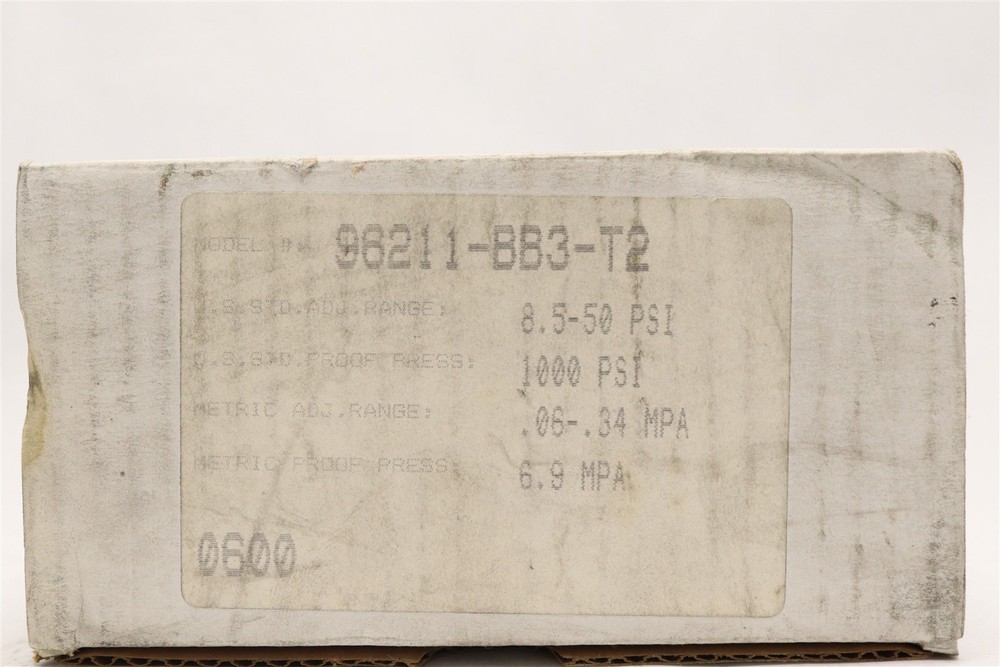 MODEL #: 96211-BB3-T2
U.S.STD.ADJ.RANGE: 8.5-50 PSI
U.S.STD.PROOF PRESS: 1000 PSI
METRIC ADJ.RANGE: .06-.34 MPA
METRIC PROOF PRESS: 6.9 MPA
0600